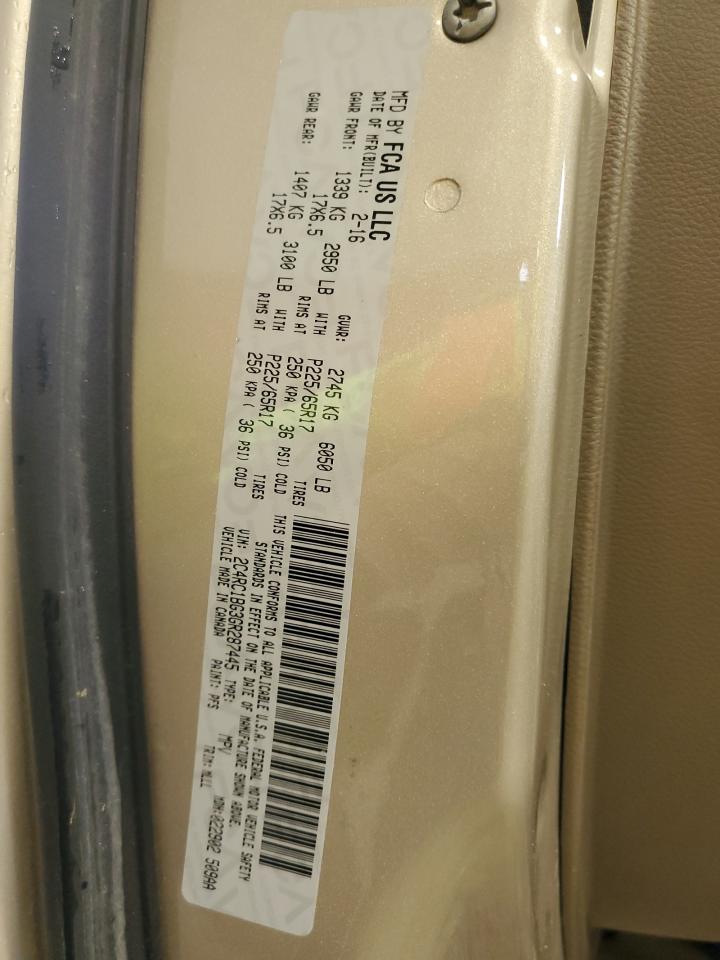 MFD BY FCA US LLC
DATE OF MFR(BUILT): 2-16 GVWR: 2745 KG 6050 LB
GAWR FRONT: 1339 KG 2950 LB WITH P225/65R17 TIRES
17X6.5 RIMS AT 250 KPA ( 36 PSI) COLD
GAWR REAR: 1407 KG 3100 LB WITH P225/65R17 TIRES
17X6.5 RIMS AT 250 KPA ( 36 PSI) COLD
THIS VEHICLE CONFORMS TO ALL APPLICABLE U.S.A. FEDERAL MOTOR VEHICLE SAFETY
STANDARDS IN EFFECT ON THE DATE OF MANUFACTURE SHOWN ABOVE.
VIN: 2C4RC1BG3GR287445 TYPE: MPV MDH:022902 509AA
VEHICLE MADE IN CANADA PAINT: PFS TRIM: